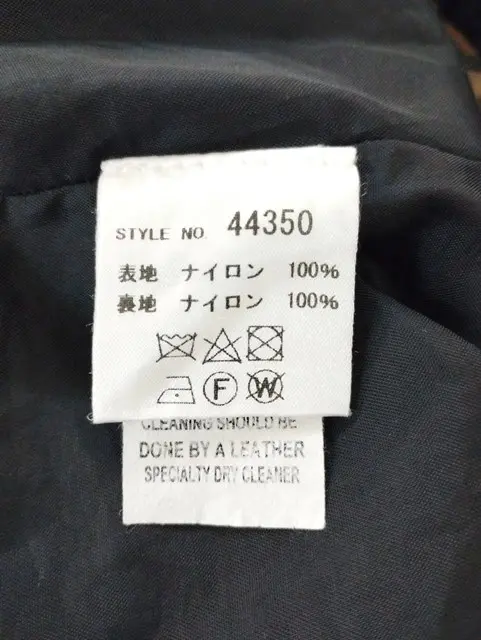 STYLE NO. 44350
表地 ナイロン 100%
裏地 ナイロン 100%
F W
CLEANING SHOULD BE
DONE BY A LEATHER
SPECIALTY DRY CLEANER